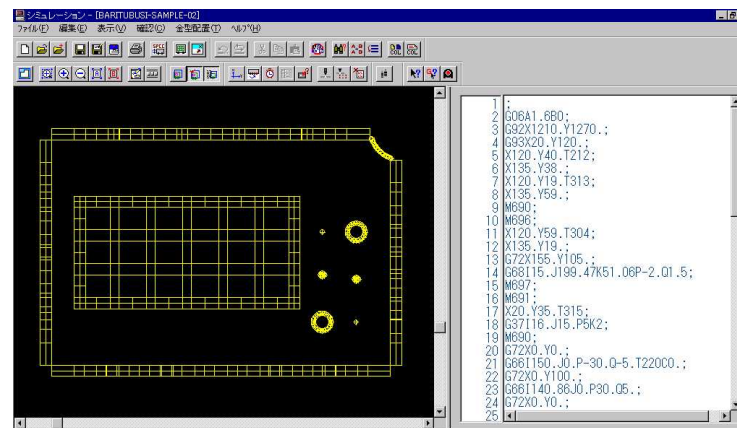 シミュレーション - [BARITUBUSI-SAMPLE-02]
ファイル(F) 編集(E) 表示(V) 確認(C) 金型配置(T) ヘルプ(H)
1 ;
2 G06A1.6B0;
3 G92X1210.Y1270.;
4 G93X20.Y120.;
5 X120.Y40.T212;
6 X135.Y38.;
7 X120.Y19.T313;
8 X135.Y59.;
9 M690;
10 M696;
11 X120.Y59.T304;
12 X135.Y19.;
13 G72X155.Y105.;
14 G68I15.J199.47K51.06P-2.Q1.5;
15 M697;
16 M691;
17 X20.Y35.T315;
18 G37I16.J15.P5K2;
19 M690;
20 G72X0.Y0.;
21 G66I150.J0.P-30.Q-5.T220C0.;
22 G72X0.Y100.;
23 G66I140.86J0.P30.Q5.;
24 G72X0.Y0.;
25